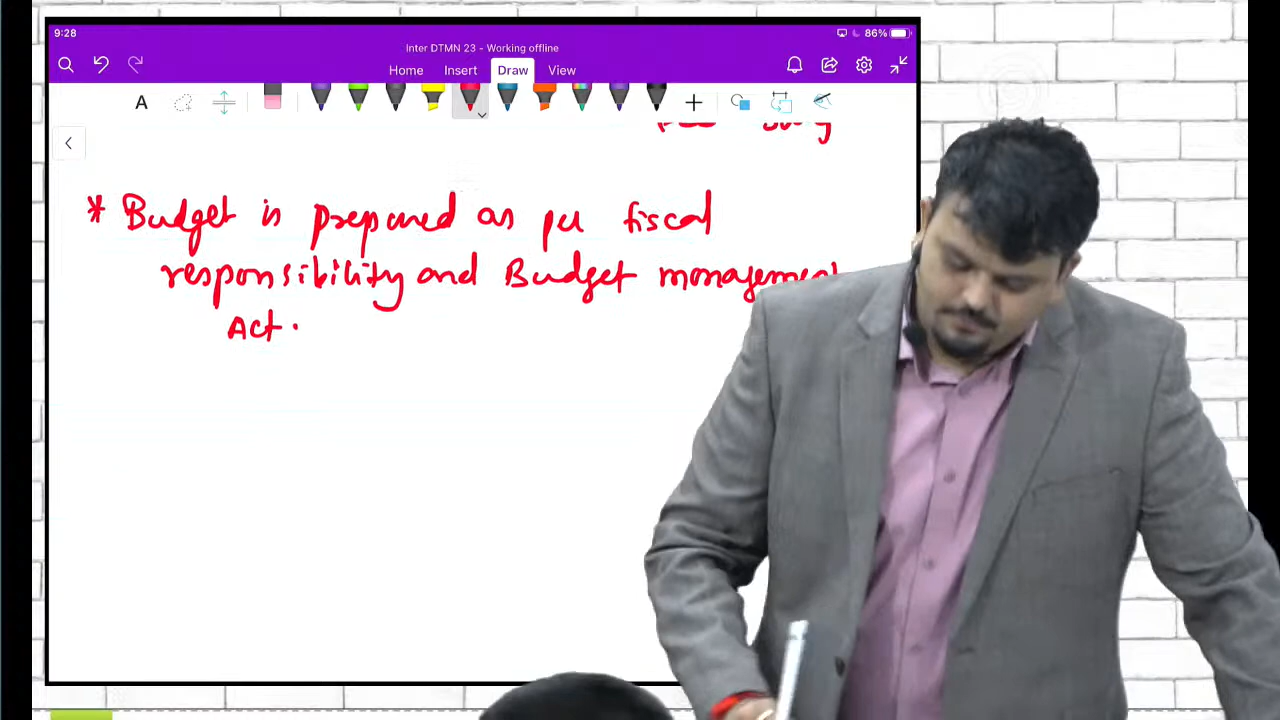 9:28
86%
Inter DTMN 23 - Working offline
Home Insert Draw View
A
* Budget is prepared as per fiscal
responsibility and Budget management
Act.